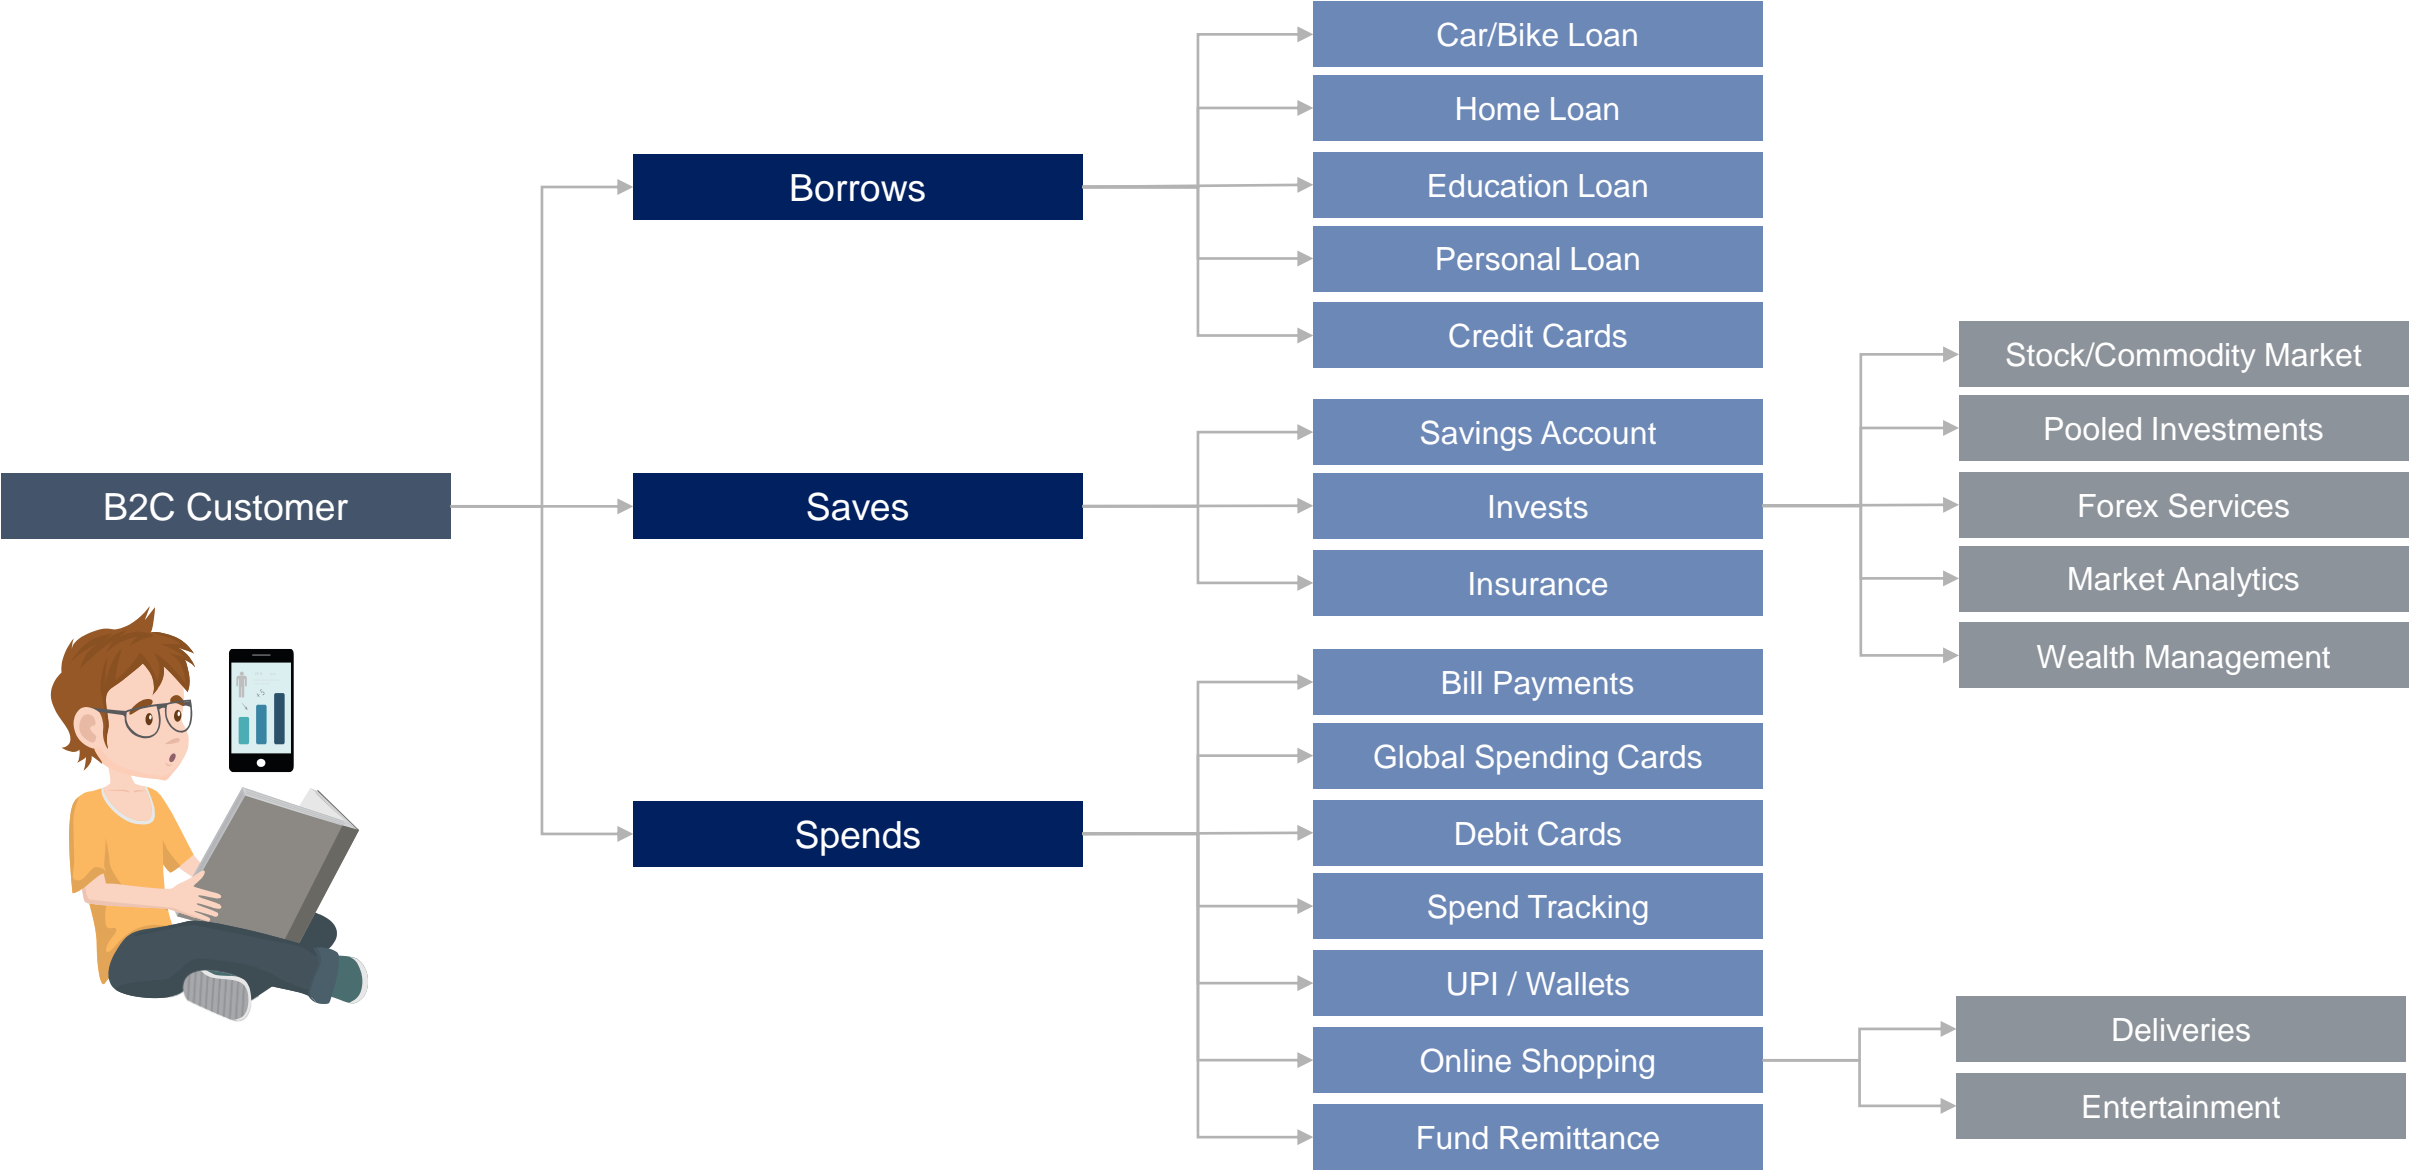 B2C Customer
Borrows
Car/Bike Loan
Home Loan
Education Loan
Personal Loan
Credit Cards
Saves
Savings Account
Invests
Insurance
Stock/Commodity Market
Pooled Investments
Forex Services
Market Analytics
Wealth Management
Spends
Bill Payments
Global Spending Cards
Debit Cards
Spend Tracking
UPI / Wallets
Online Shopping
Fund Remittance
Deliveries
Entertainment